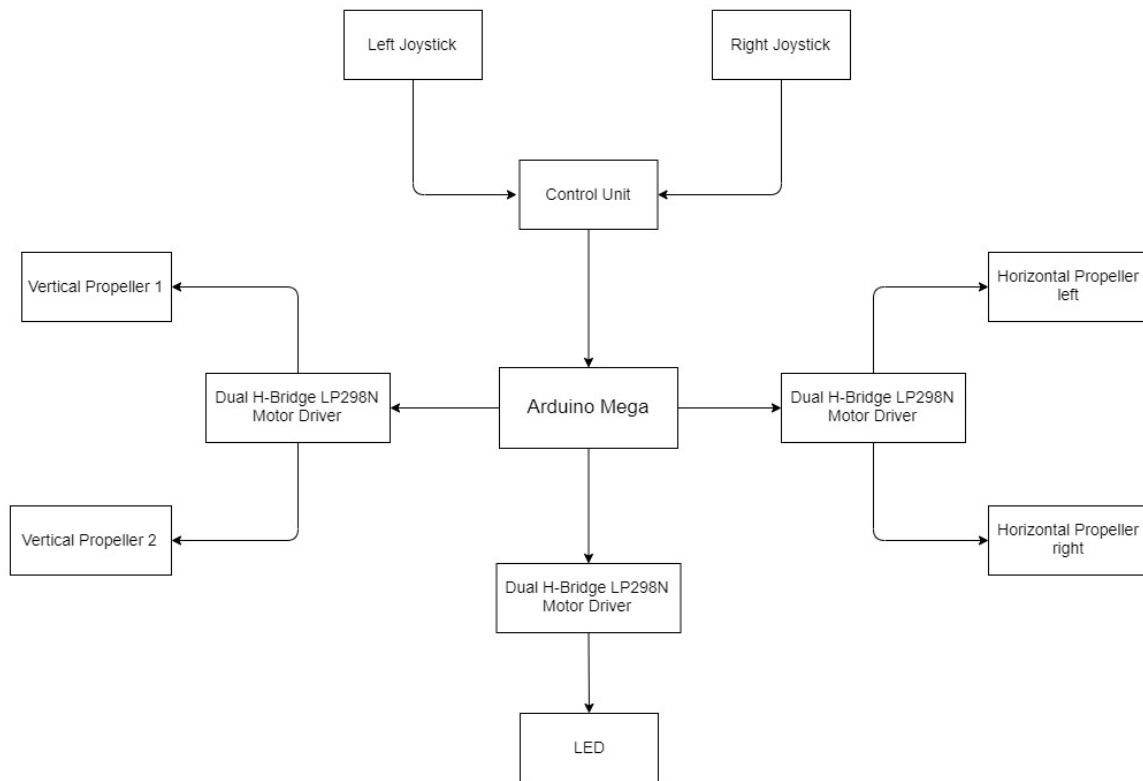 Left Joystick
Right Joystick
Control Unit
Vertical Propeller 1
Horizontal Propeller
left
Dual H-Bridge LP298N
Motor Driver
Arduino Mega
Dual H-Bridge LP298N
Motor Driver
Vertical Propeller 2
Horizontal Propeller
right
Dual H-Bridge LP298N
Motor Driver
LED